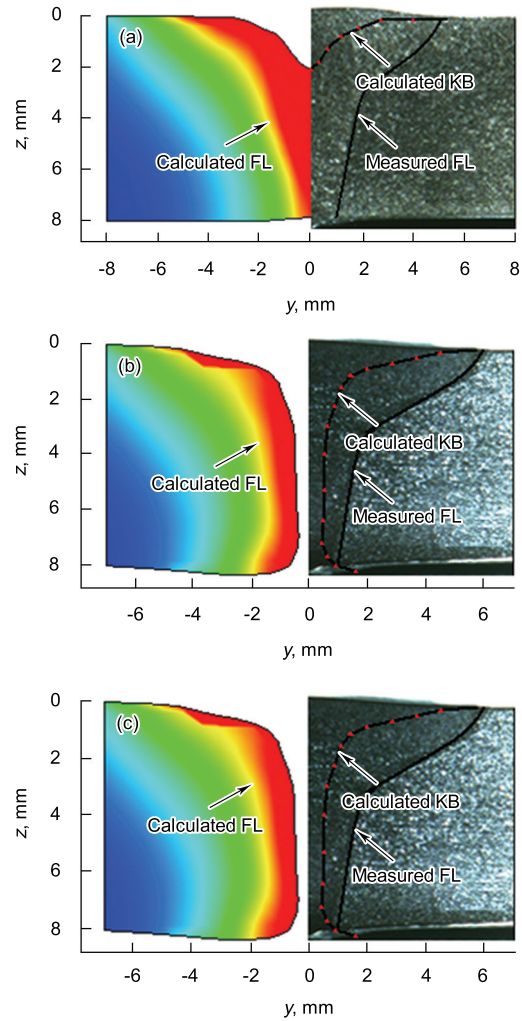 0
(a)
Calculated KB
2
z, mm
4
Calculated FL
Measured FL
6
8
-8 -6 -4 -2 0 2 4 6 8
y, mm
0
(b)
2
z, mm
4
Calculated KB
Calculated FL
6
Measured FL
8
-6 -4 -2 0 2 4 6
y, mm
0
(c)
2
z, mm
Calculated KB
4
Calculated FL
Measured FL
6
8
-6 -4 -2 0 2 4 6
y, mm